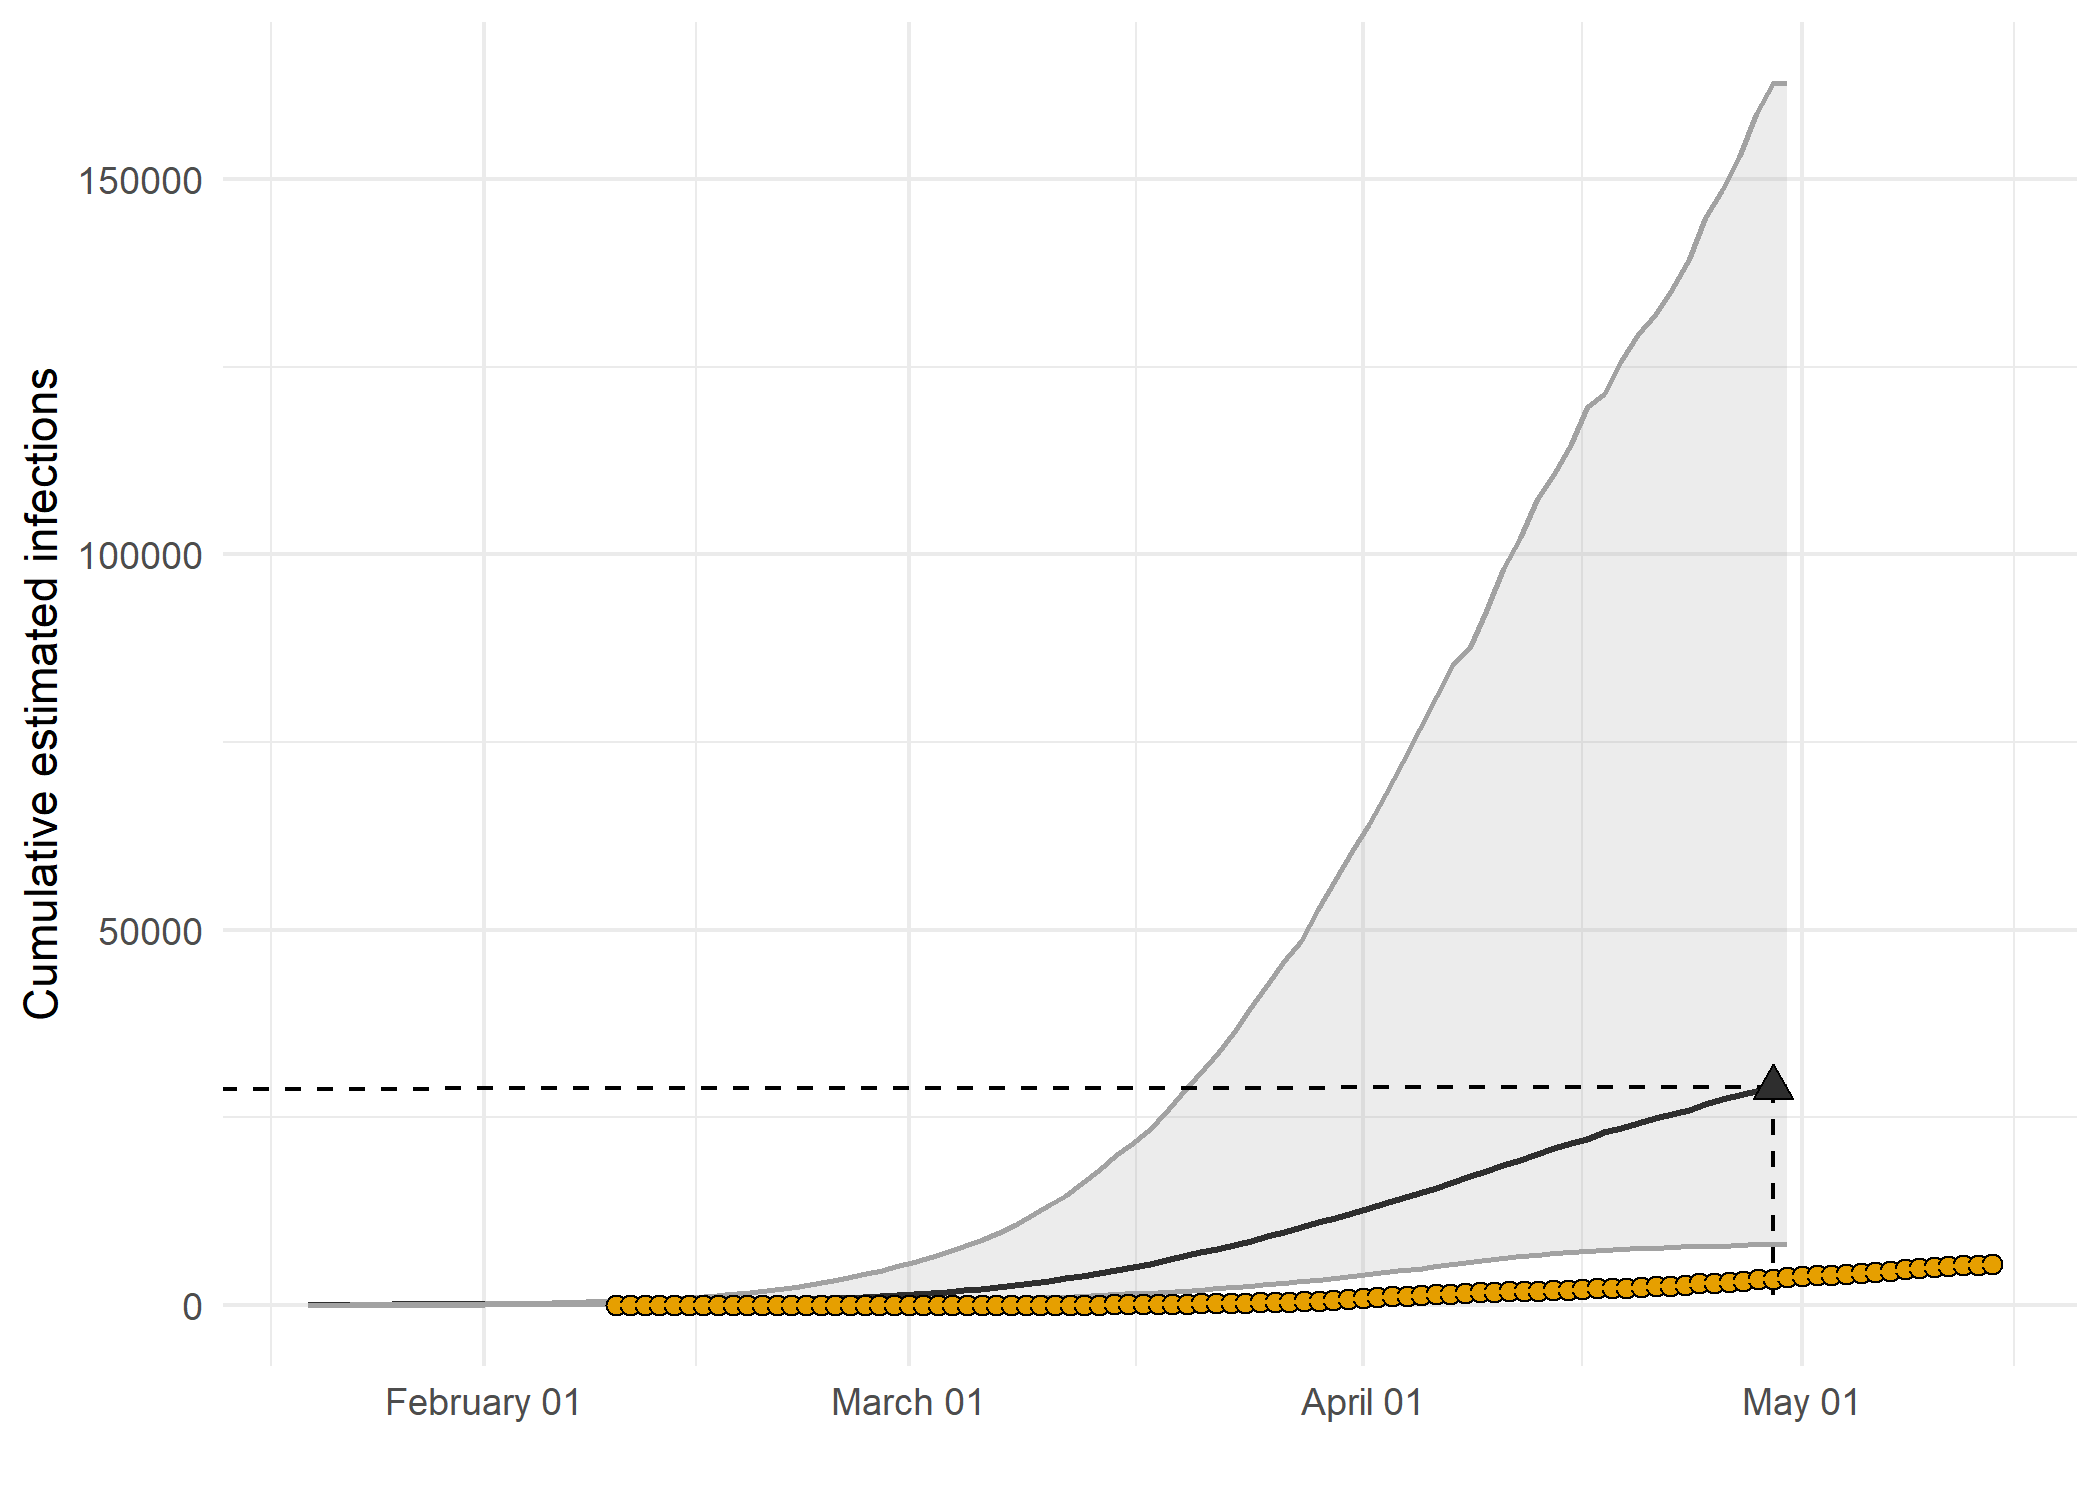 Cumulative estimated infections
150000
100000
50000
0
February 01
March 01
April 01
May 01